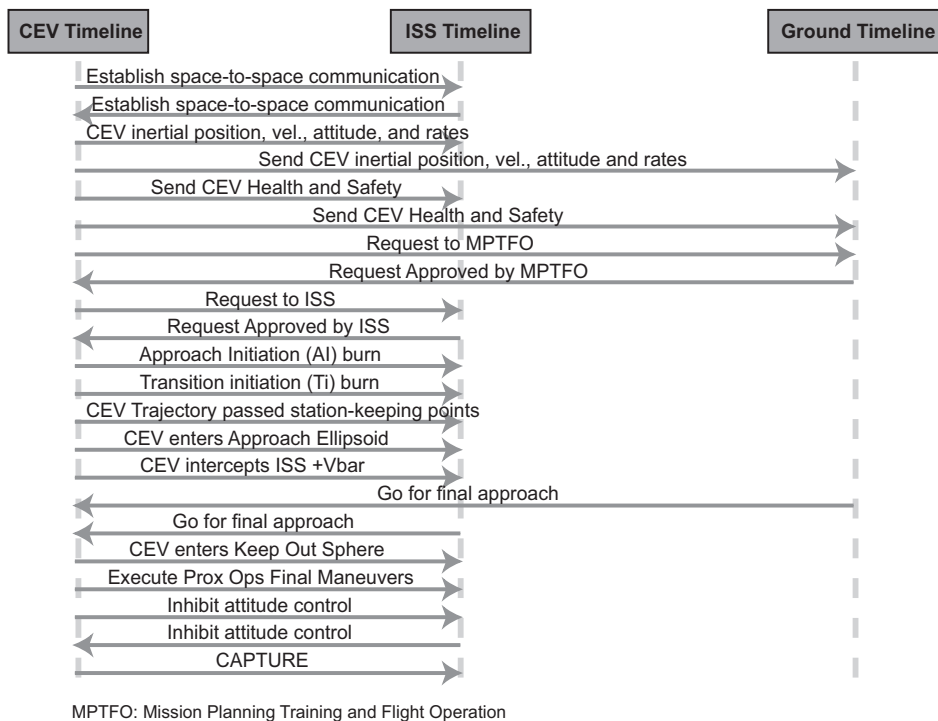 CEV Timeline
ISS Timeline
Ground Timeline
Establish space-to-space communication
Establish space-to-space communication
CEV inertial position, vel., attitude, and rates
Send CEV inertial position, vel., attitude and rates
Send CEV Health and Safety
Send CEV Health and Safety
Request to MPTFO
Request Approved by MPTFO
Request to ISS
Request Approved by ISS
Approach Initiation (AI) burn
Transition initiation (Ti) burn
CEV Trajectory passed station-keeping points
CEV enters Approach Ellipsoid
CEV intercepts ISS +Vbar
Go for final approach
Go for final approach
CEV enters Keep Out Sphere
Execute Prox Ops Final Maneuvers
Inhibit attitude control
Inhibit attitude control
CAPTURE
MPTFO: Mission Planning Training and Flight Operation